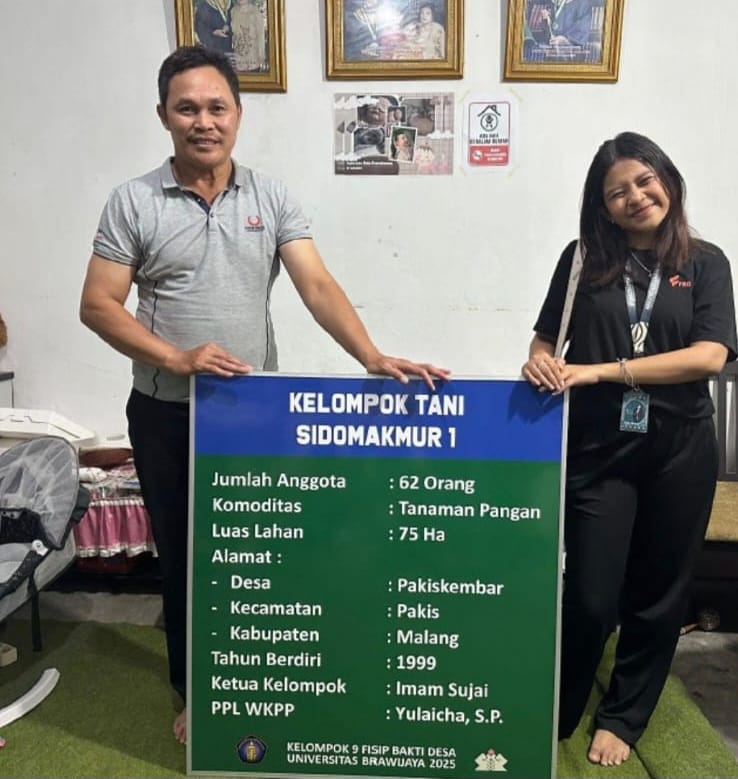 KELOMPOK TANI
SIDOMAKMUR 1
Jumlah Anggota : 62 Orang
Komoditas : Tanaman Pangan
Luas Lahan : 75 Ha
Alamat :
- Desa : Pakiskembar
- Kecamatan : Pakis
- Kabupaten : Malang
Tahun Berdiri : 1999
Ketua Kelompok : Imam Sujai
PPL WKPP : Yulaicha, S.P.
KELOMPOK 9 FISIP BAKTI DESA
UNIVERSITAS BRAWIJAYA 2025